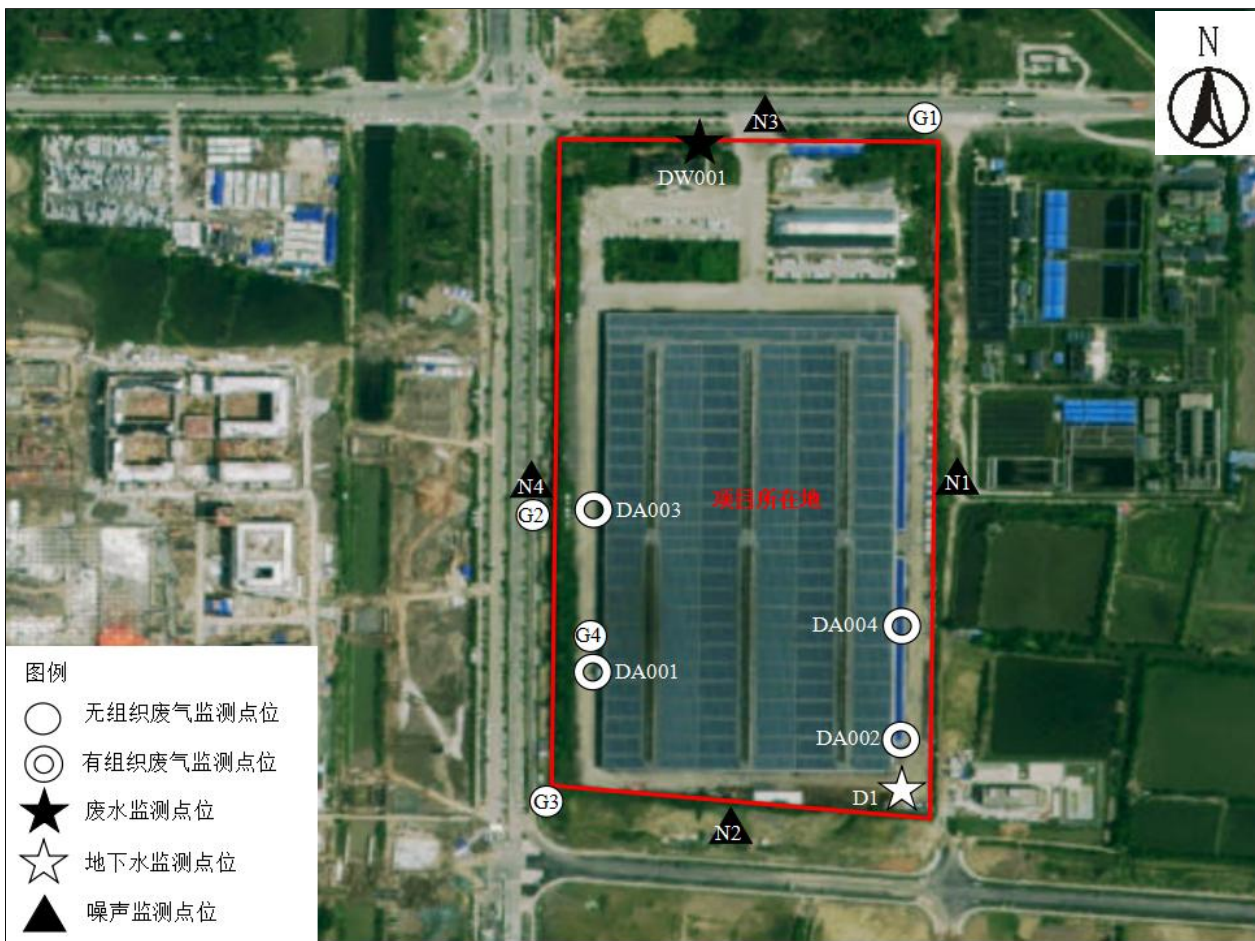 N
N3
G1
DW001
N4
G2
DA003
项目所在地
N1
G4
DA004
DA001
DA002
G3
D1
N2
图例
无组织废气监测点位
有组织废气监测点位
废水监测点位
地下水监测点位
噪声监测点位